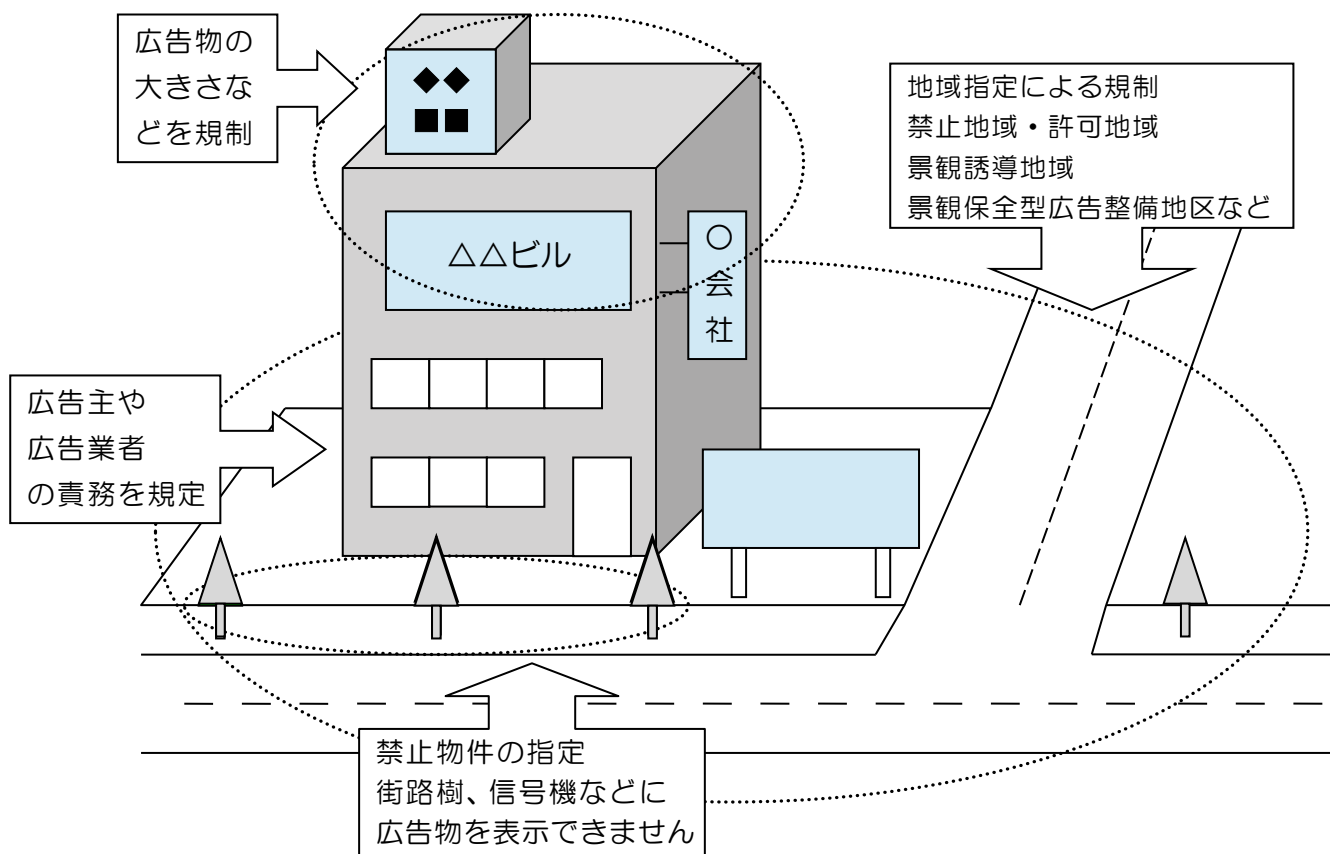 広告物の
大きさな
どを規制
地域指定による規制
禁止地域・許可地域
景観誘導地域
景観保全型広告整備地区など
◆◆
■■
△△ビル
〇
会
社
広告主や
広告業者
の責務を規定
禁止物件の指定
街路樹、信号機などに
広告物を表示できません